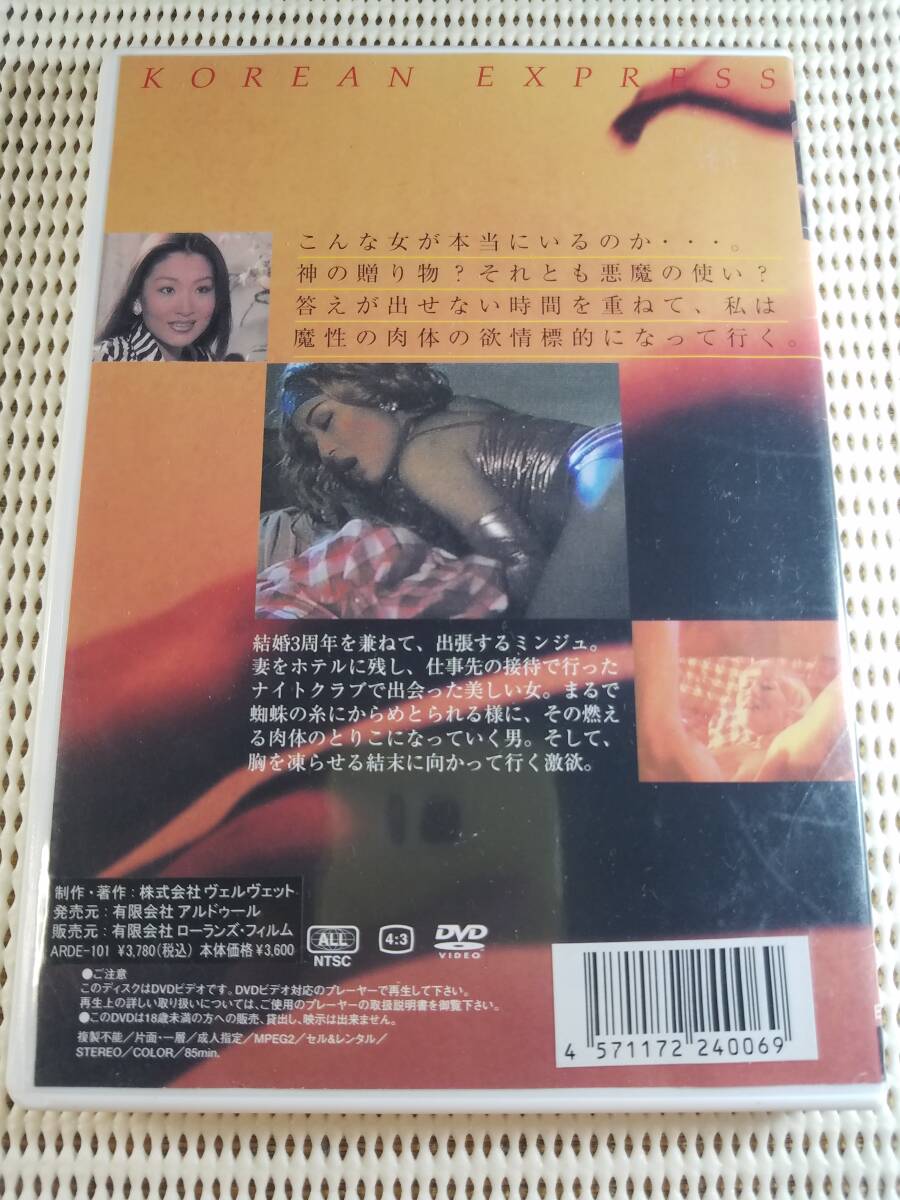 KOREAN EXPRESS
こんな女が本当にいるのか・・・。
神の贈り物？それとも悪魔の使い？
答えが出せない時間を重ねて、私は
魔性の肉体の欲情標的になって行く。
結婚3周年を兼ねて、出張するミンジュ。
妻をホテルに残し、仕事先の接待で行った
ナイトクラブで出会った美しい女。まるで
蜘蛛の糸にからめとられる様に、その燃え
る肉体のとりこになっていく男。そして、
胸を凍らせる結末に向かって行く激欲。
制作・著作：株式会社ヴェルヴェット
発売元：有限会社 アルドゥール
販売元：有限会社 ローランズ・フィルム
ARDE-101 ¥3,780(税込) 本体価格¥3,600
ALL
NTSC
4:3
DVD
VIDEO
●ご注意
このディスクはDVDビデオです。DVDビデオ対応のプレーヤーで再生して下さい。
再生上の詳しい取り扱いについては、ご使用のプレーヤーの取扱説明書を御覧下さい。
●このDVDは18歳未満の方への販売、貸出し、映示は出来ません。
複製不能／片面・一層／成人指定／MPEG2／セル&レンタル／
STEREO／COLOR／85min.
4 571172 240069